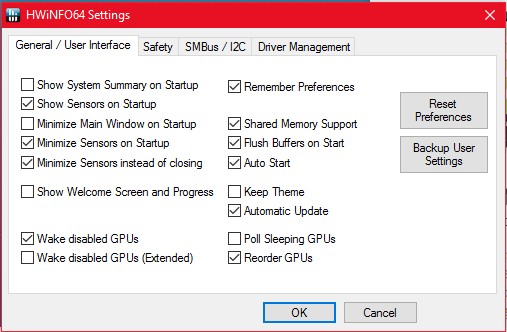 HWiNFO64 Settings
General / User Interface
Safety
SMBus / I2C
Driver Management
Show System Summary on Startup
Show Sensors on Startup
Minimize Main Window on Startup
Minimize Sensors on Startup
Minimize Sensors instead of closing
Show Welcome Screen and Progress
Wake disabled GPUs
Wake disabled GPUs (Extended)
Remember Preferences
Shared Memory Support
Flush Buffers on Start
Auto Start
Keep Theme
Automatic Update
Poll Sleeping GPUs
Reorder GPUs
Reset
Preferences
Backup User
Settings
OK
Cancel